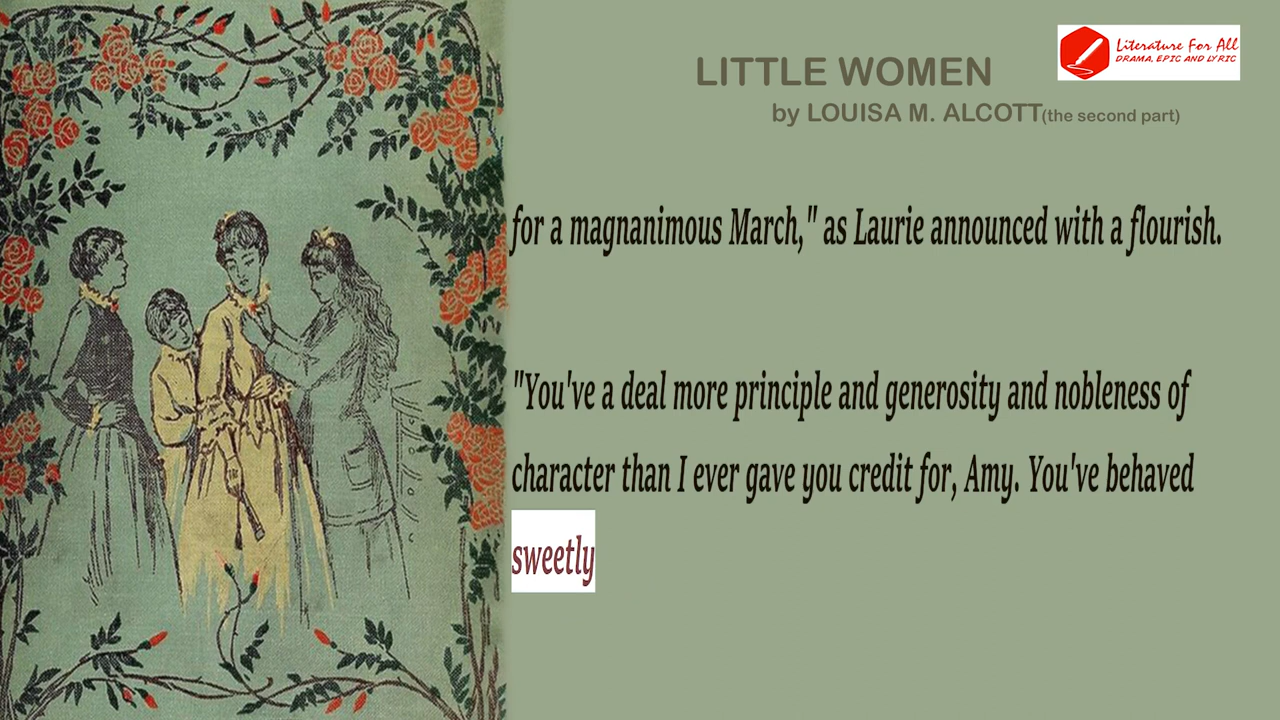 LITTLE WOMEN
by LOUISA M. ALCOTT(the second part)
Literature For All
DRAMA, EPIC AND LYRIC
for a magnanimous March," as Laurie announced with a flourish.
"You've a deal more principle and generosity and nobleness of
character than I ever gave you credit for, Amy. You've behaved
sweetly